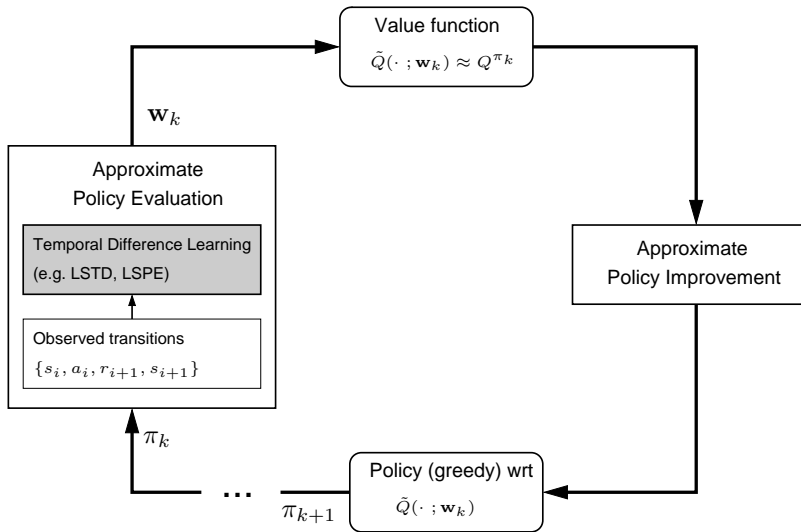 Value function
Q̃(· ; w_k) ≈ Q^{π_k}
w_k
Approximate
Policy Evaluation
Temporal Difference Learning
(e.g. LSTD, LSPE)
Observed transitions
{s_i, a_i, r_{i+1}, s_{i+1}}
Approximate
Policy Improvement
π_k
...
π_{k+1}
Policy (greedy) wrt
Q̃(· ; w_k)